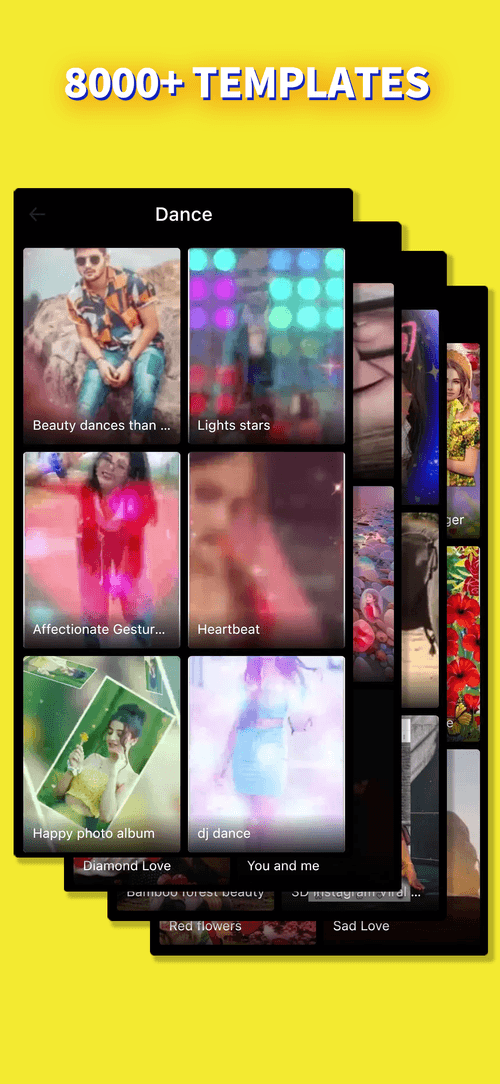 8000+ TEMPLATES
Dance
Beauty dances than ...
Lights stars
ger
Affectionate Gestur...
Heartbeat
e
Happy photo album
dj dance
Diamond Love
You and me
Bamboo forest beauty
3D Instagram Viral ...
Red flowers
Sad Love